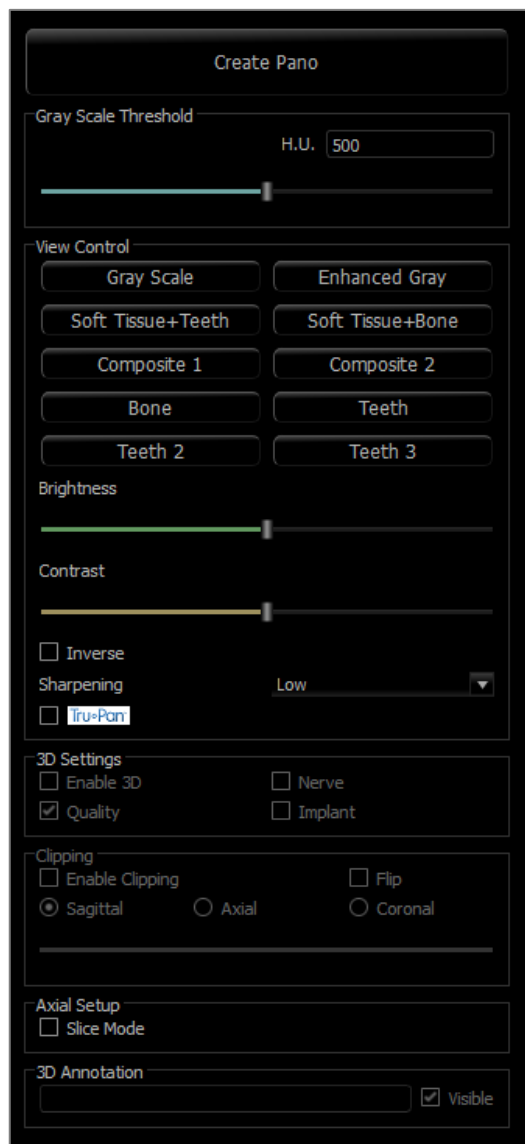 Create Pano
Gray Scale Threshold
H.U. 500
View Control
Gray Scale Enhanced Gray
Soft Tissue+Teeth Soft Tissue+Bone
Composite 1 Composite 2
Bone Teeth
Teeth 2 Teeth 3
Brightness
Contrast
Inverse
Sharpening Low
Tru•Pan
3D Settings
Enable 3D Nerve
Quality Implant
Clipping
Enable Clipping Flip
Sagittal Axial Coronal
Axial Setup
Slice Mode
3D Annotation
Visible